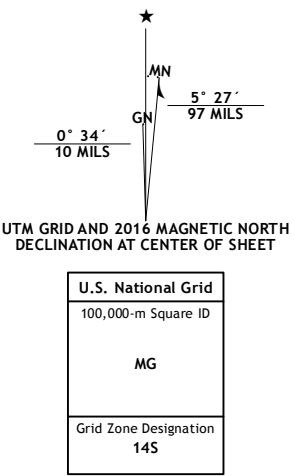 ★
MN
GN
5° 27´
97 MILS
0° 34´
10 MILS
UTM GRID AND 2016 MAGNETIC NORTH
DECLINATION AT CENTER OF SHEET
U.S. National Grid
100,000-m Square ID
MG
Grid Zone Designation
14S